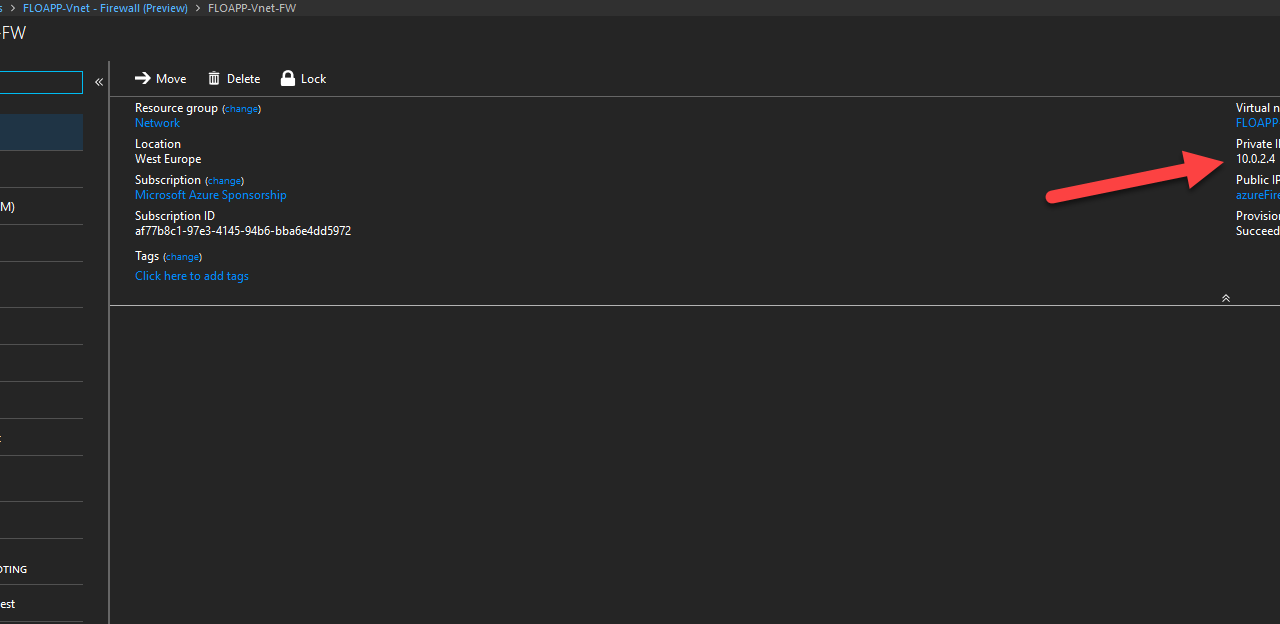 s > FLOAPP-Vnet - Firewall (Preview) > FLOAPP-Vnet-FW
-FW
« Move Delete Lock
Resource group (change)
Network
Location
West Europe
Subscription (change)
Microsoft Azure Sponsorship
Subscription ID
af77b8c1-97e3-4145-94b6-bba6e4dd5972
Tags (change)
Click here to add tags
Virtual n
FLOAPP-
Private I
10.0.2.4
Public IP
azureFire
Provision
Succeed
M)
t
OTING
est